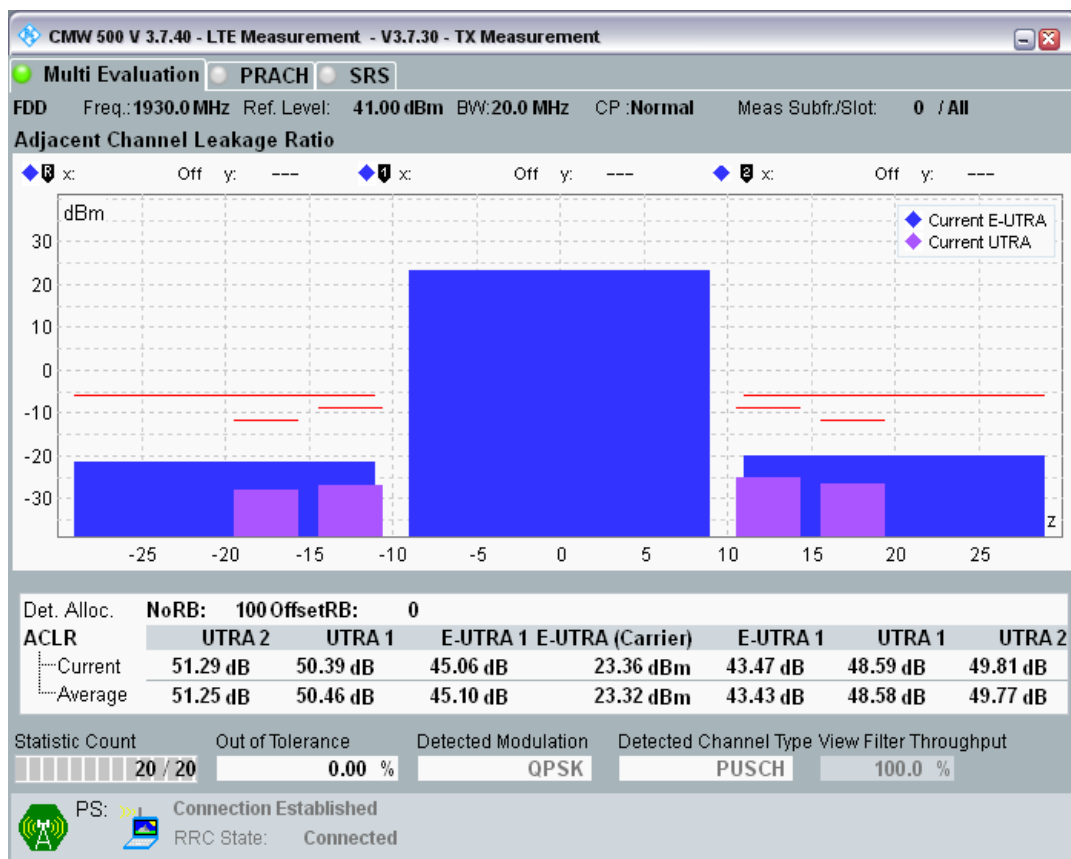 CMW 500 V 3.7.40 - LTE Measurement - V3.7.30 - TX Measurement
Multi Evaluation PRACH SRS
FDD Freq.: 1930.0 MHz Ref. Level: 41.00 dBm BW: 20.0 MHz CP : Normal Meas Subfr./Slot: 0 / All
Adjacent Channel Leakage Ratio
R x: Off y: --- 1 x: Off y: --- 2 x: Off y: ---
dBm
Current E-UTRA
Current UTRA
30
20
10
0
-10
-20
-30
z
-25 -20 -15 -10 -5 0 5 10 15 20 25
Det. Alloc. NoRB: 100 OffsetRB: 0
ACLR UTRA 2 UTRA 1 E-UTRA 1 E-UTRA (Carrier) E-UTRA 1 UTRA 1 UTRA 2
Current 51.29 dB 50.39 dB 45.06 dB 23.36 dBm 43.47 dB 48.59 dB 49.81 dB
Average 51.25 dB 50.46 dB 45.10 dB 23.32 dBm 43.43 dB 48.58 dB 49.77 dB
Statistic Count Out of Tolerance Detected Modulation Detected Channel Type View Filter Throughput
20 / 20 0.00 % QPSK PUSCH 100.0 %
PS: Connection Established
RRC State: Connected